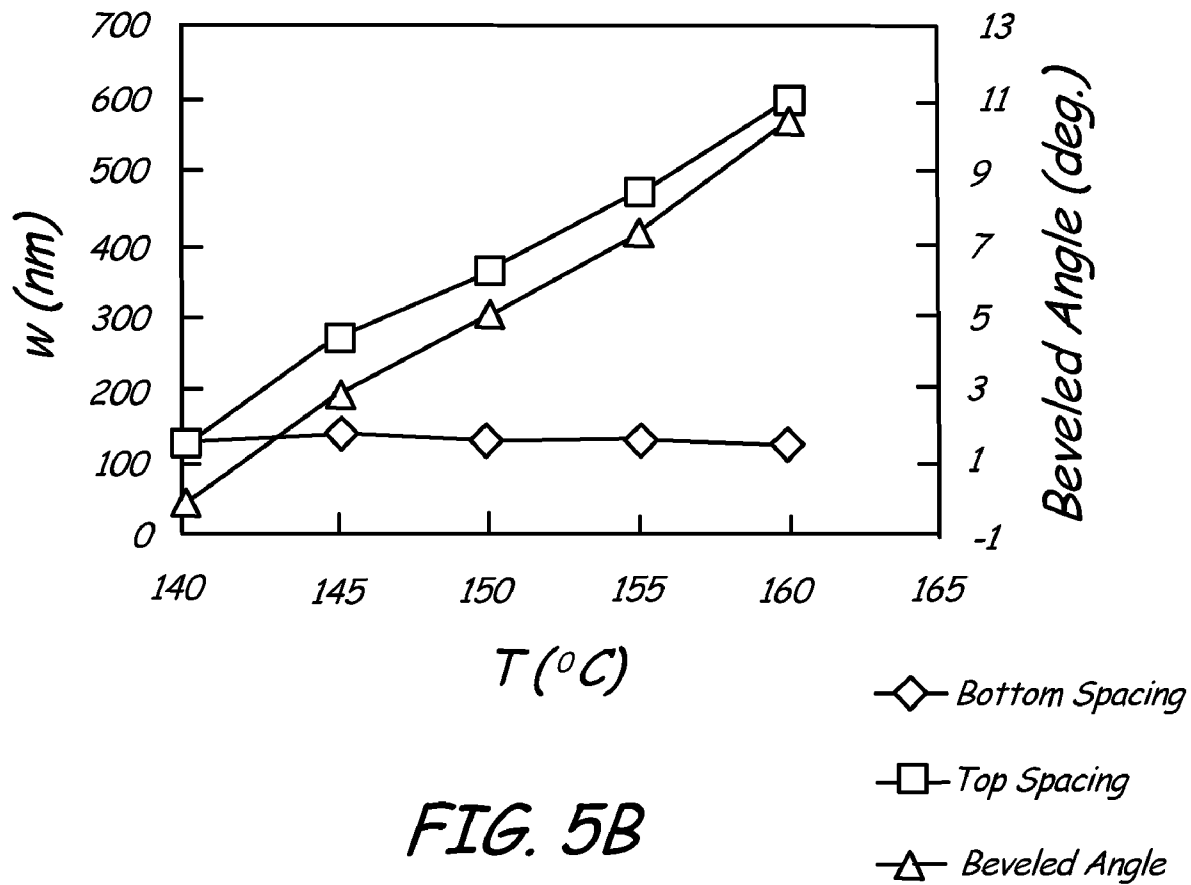 700
600
500
400
300
200
100
0
w (nm)
13
11
9
7
5
3
1
-1
Beveled Angle (deg.)
140 145 150 155 160 165
T (°C)
Bottom Spacing
Top Spacing
Beveled Angle
FIG. 5B